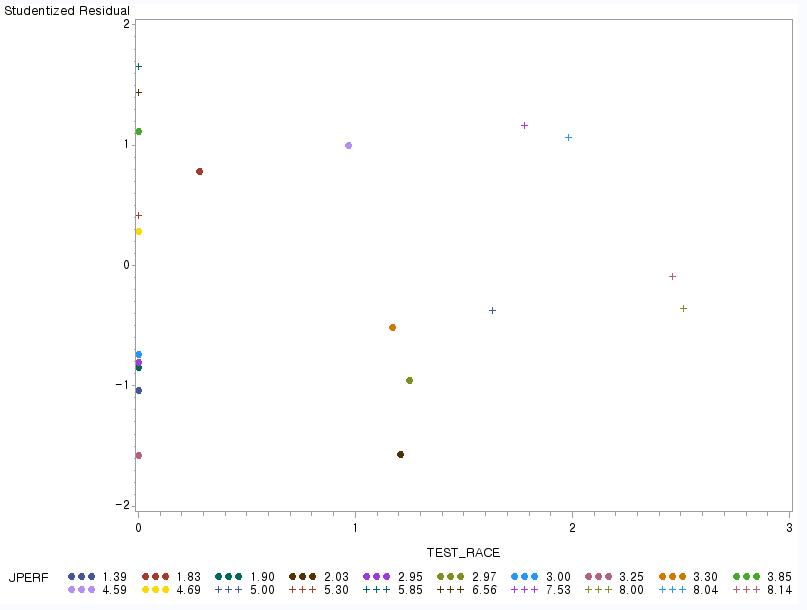 Studentized Residual
2
1
0
−1
−2
0 1 2 3
TEST_RACE
JPERF 1.39 1.83 1.90 2.03 2.95 2.97 3.00 3.25 3.30 3.85
4.59 4.69 5.00 5.30 5.85 6.56 7.53 8.00 8.04 8.14